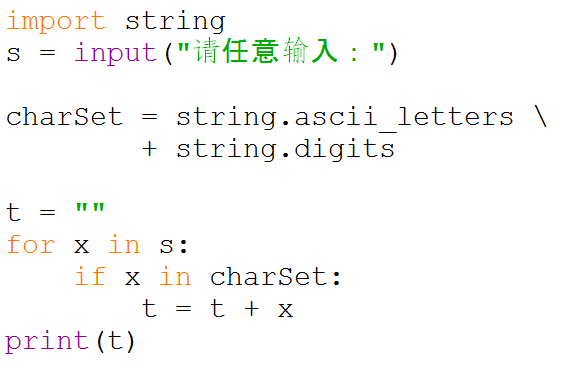 import string
s = input("请任意输入：")
charSet = string.ascii_letters \
+ string.digits
t = ""
for x in s:
if x in charSet:
t = t + x
print(t)